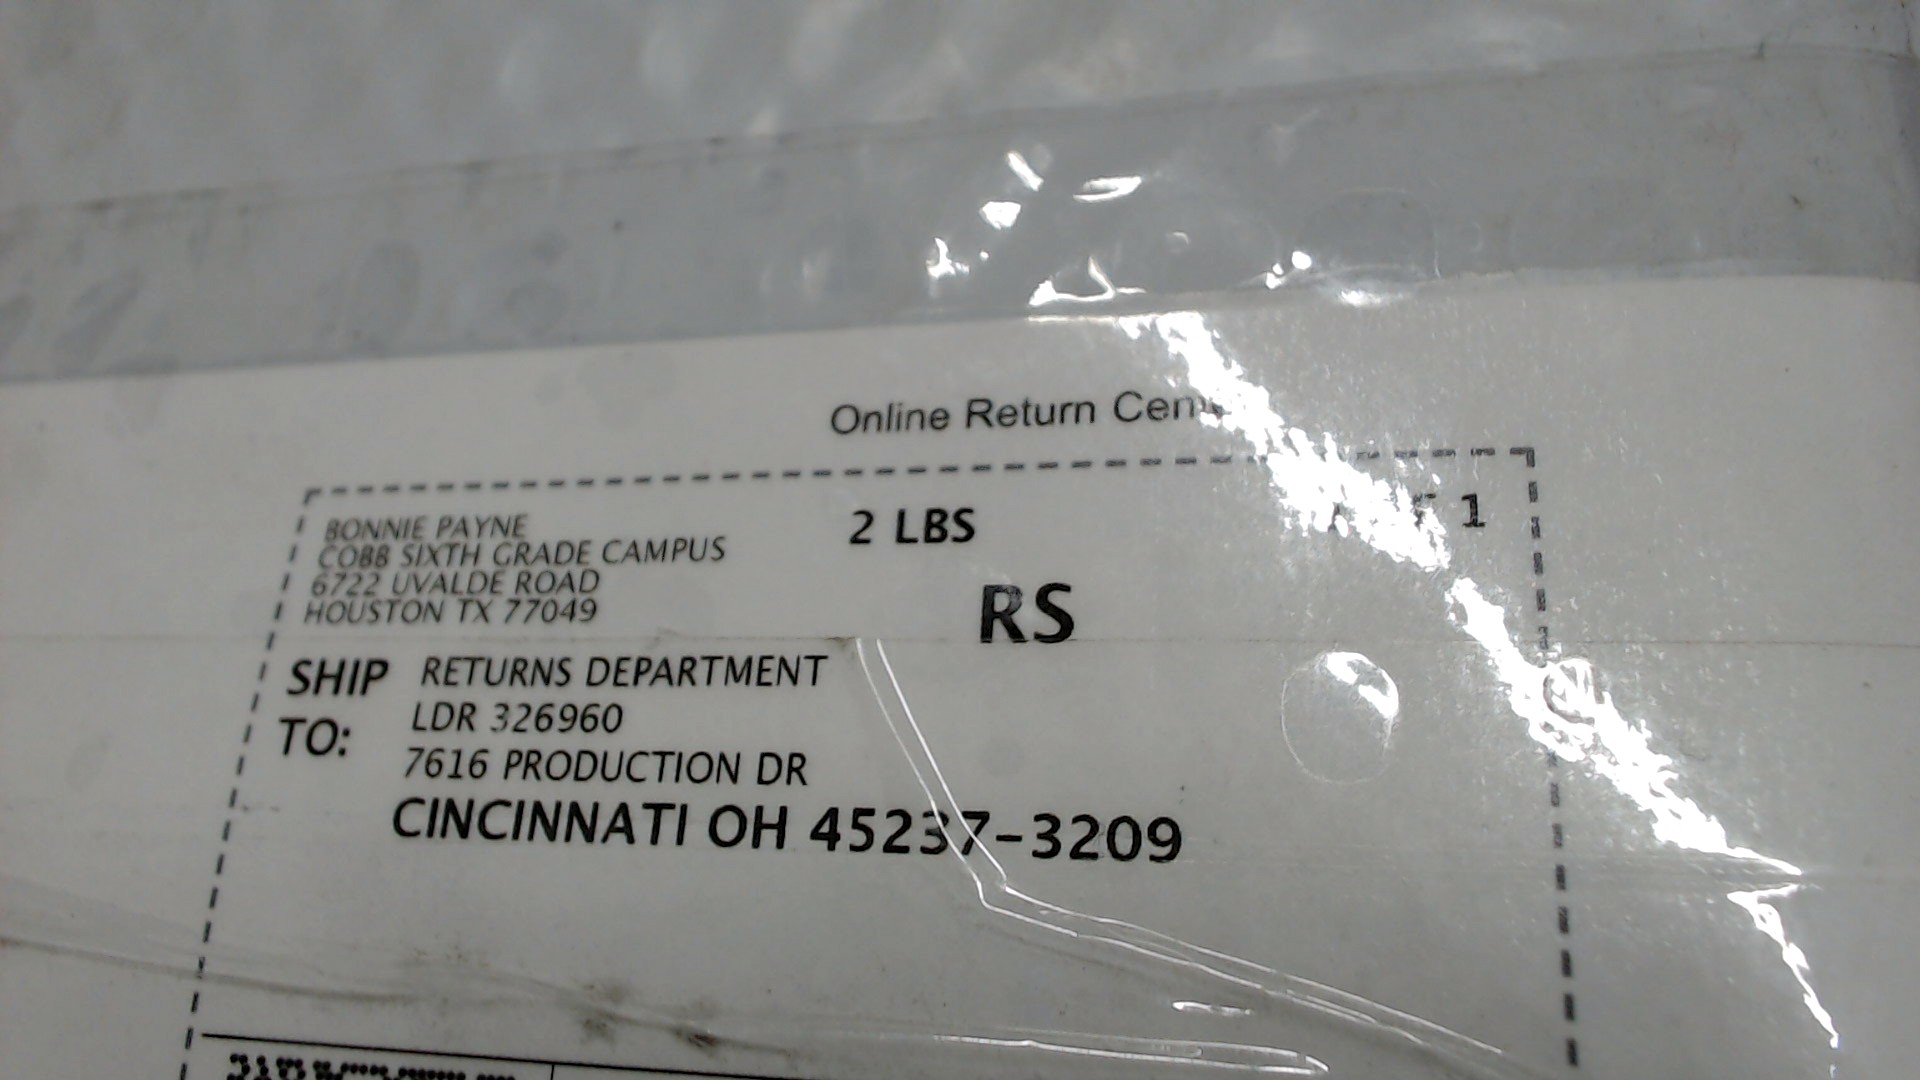 Online Return
BONNIE PAYNE
COBB SIXTH GRADE CAMPUS
6722 UVALDE ROAD
HOUSTON TX 77049
2 LBS
1
RS
SHIP TO:
RETURNS DEPARTMENT
LDR 326960
7616 PRODUCTION DR
CINCINNATI OH 45237-3209